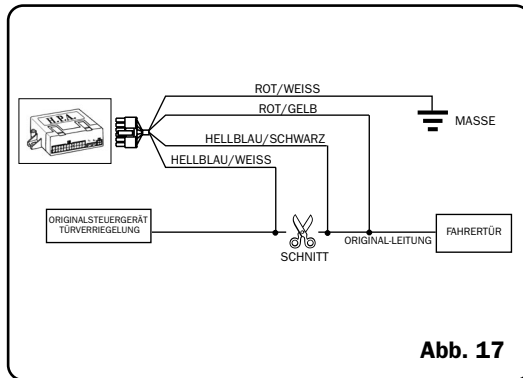 ROT/WEISS
ROT/GELB
MASSE
H.P.A.
HELLBLAU/SCHWARZ
HELLBLAU/WEISS
ORIGINALSTEUERGERÄT
TÜRVERRIEGELUNG
SCHNITT
ORIGINAL-LEITUNG
FAHRERTÜR
Abb. 17